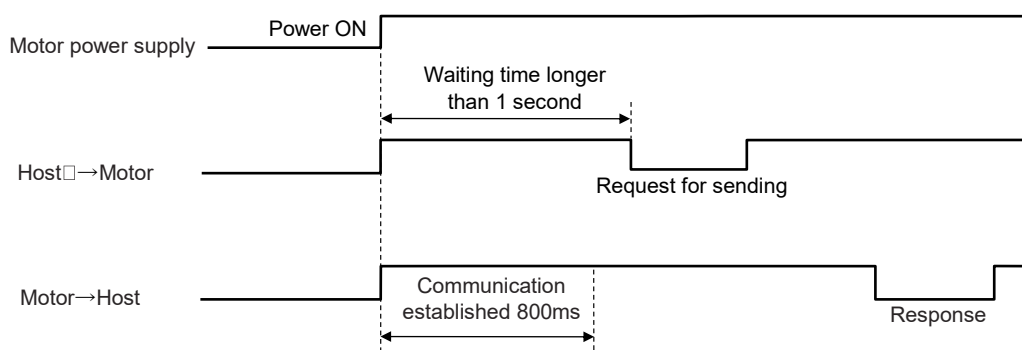 Power ON
Motor power supply
Waiting time longer
than 1 second
Host□→Motor
Request for sending
Communication
established 800ms
Motor→Host
Response